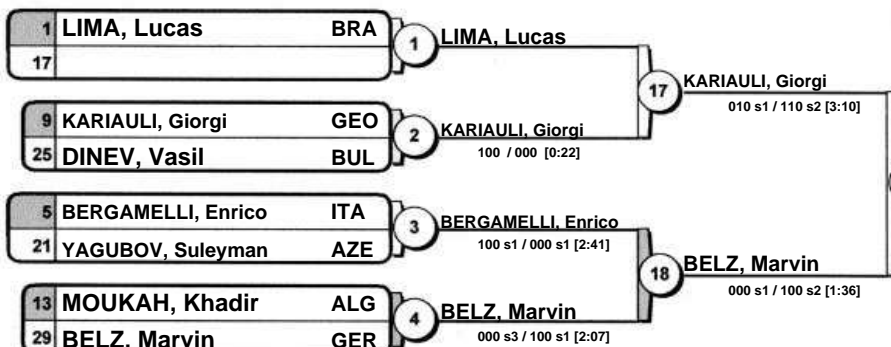 1 LIMA, Lucas BRA
17
1 LIMA, Lucas
9 KARIAULI, Giorgi GEO
25 DINEV, Vasil BUL
2 KARIAULI, Giorgi
100 / 000 [0:22]
17 KARIAULI, Giorgi
010 s1 / 110 s2 [3:10]
5 BERGAMELLI, Enrico ITA
21 YAGUBOV, Suleyman AZE
3 BERGAMELLI, Enrico
100 s1 / 000 s1 [2:41]
13 MOUKAH, Khadir ALG
29 BELZ, Marvin GER
4 BELZ, Marvin
000 s3 / 100 s1 [2:07]
18 BELZ, Marvin
000 s1 / 100 s2 [1:36]